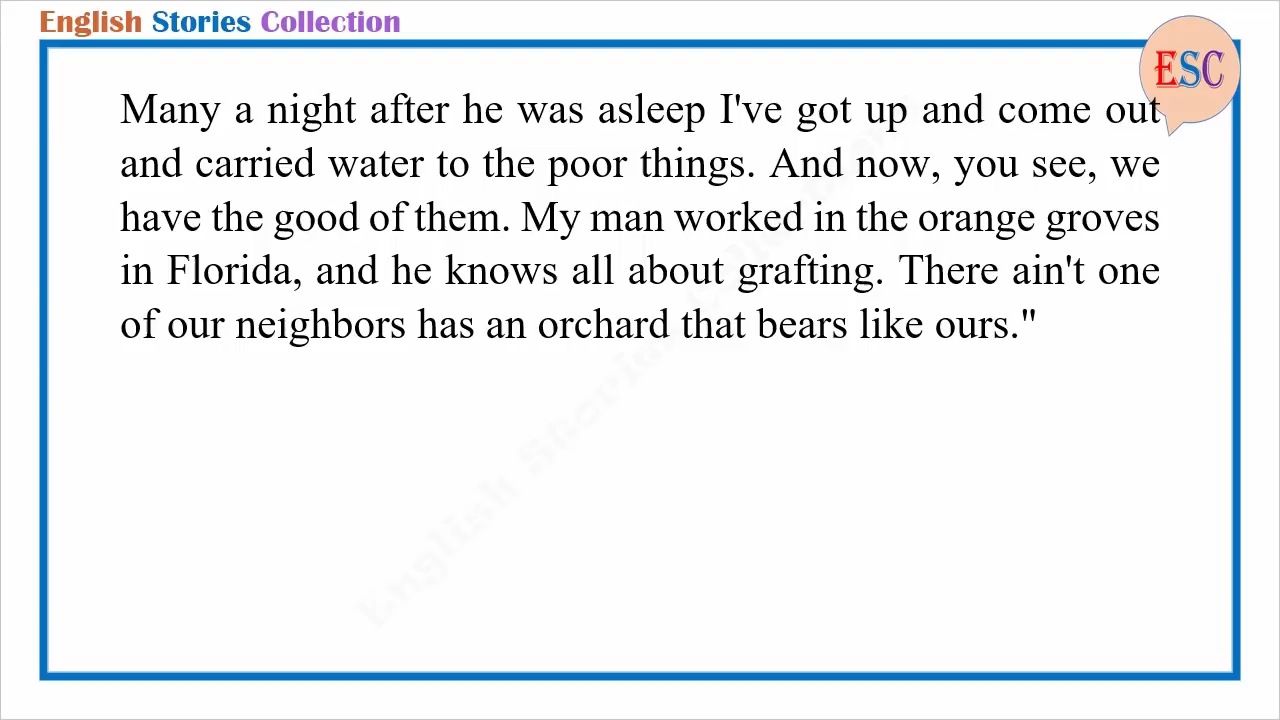 English Stories Collection
ESC
Many a night after he was asleep I've got up and come out
and carried water to the poor things. And now, you see, we
have the good of them. My man worked in the orange groves
in Florida, and he knows all about grafting. There ain't one
of our neighbors has an orchard that bears like ours."
English Stories Collection